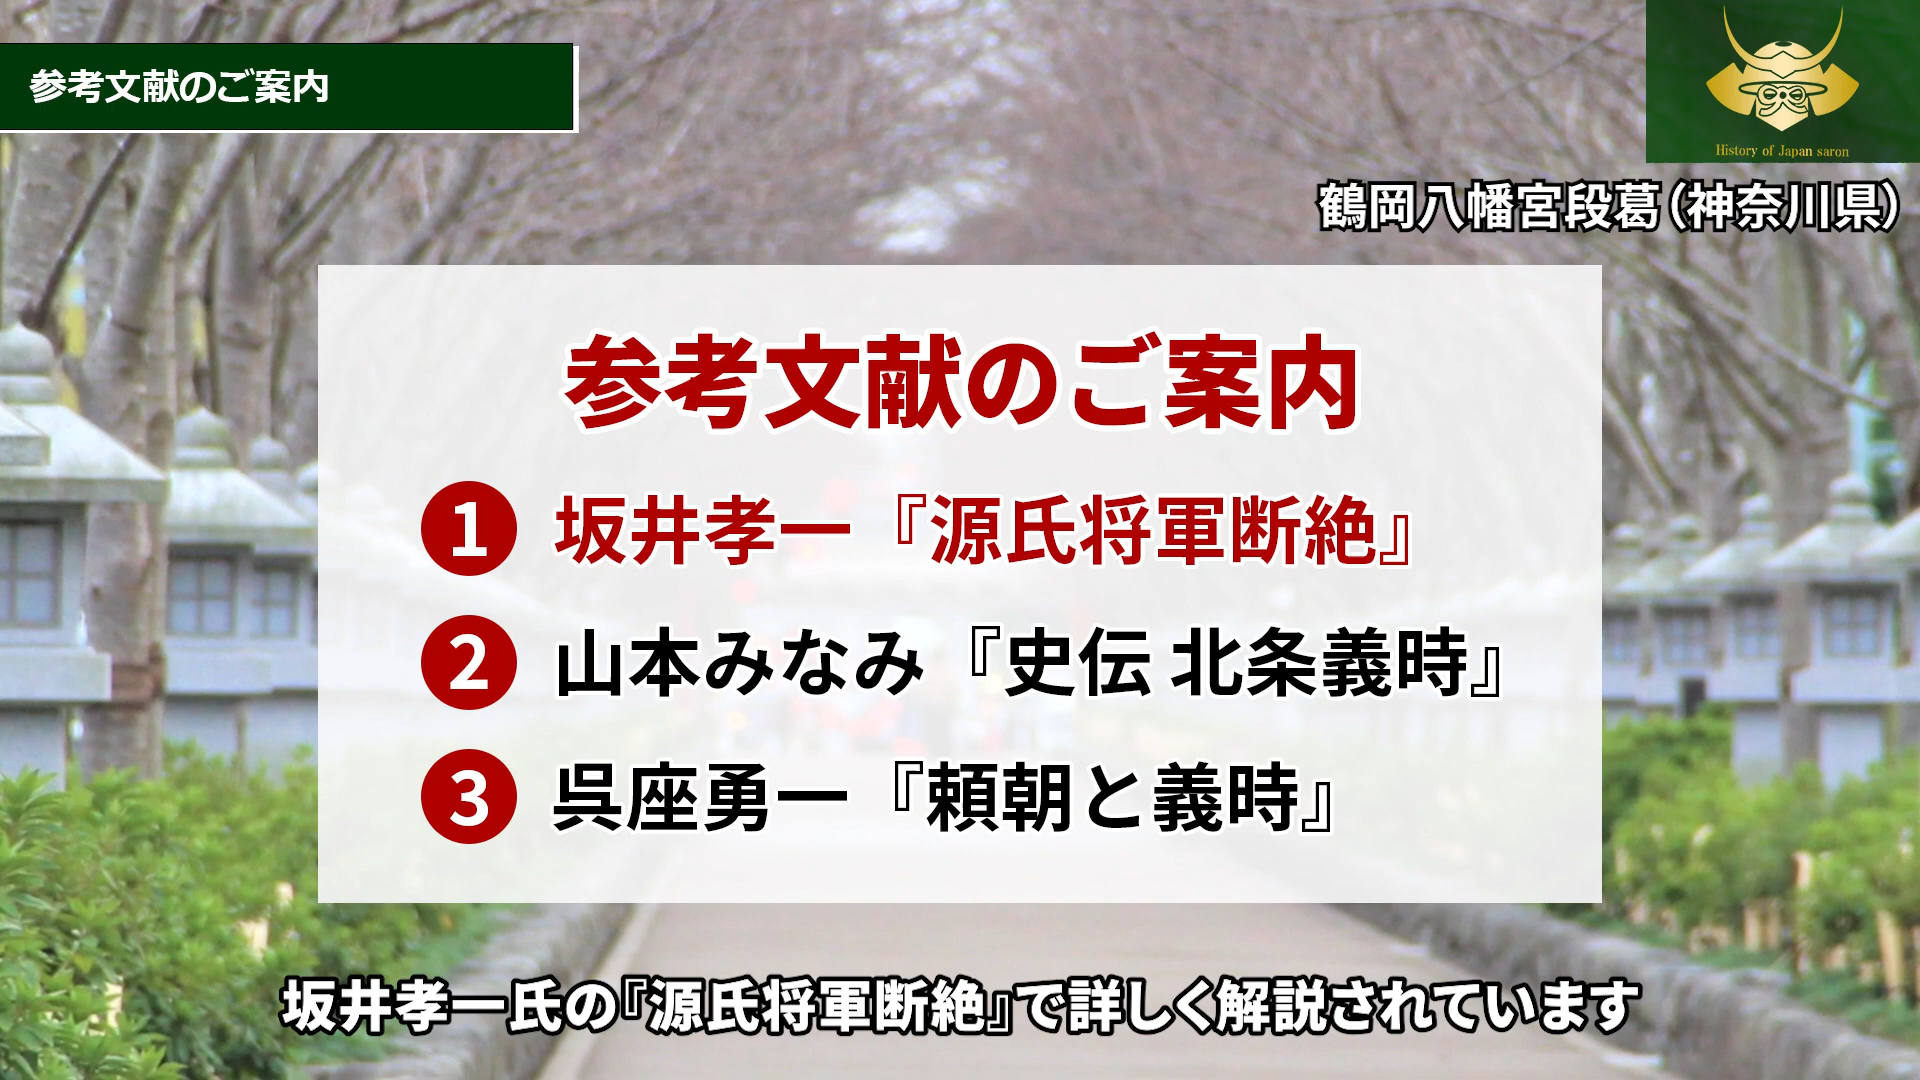 参考文献のご案内
History of Japan saron
鶴岡八幡宮段葛（神奈川県）
参考文献のご案内
1 坂井孝一『源氏将軍断絶』
2 山本みなみ『史伝 北条義時』
3 呉座勇一『頼朝と義時』
坂井孝一氏の『源氏将軍断絶』で詳しく解説されています